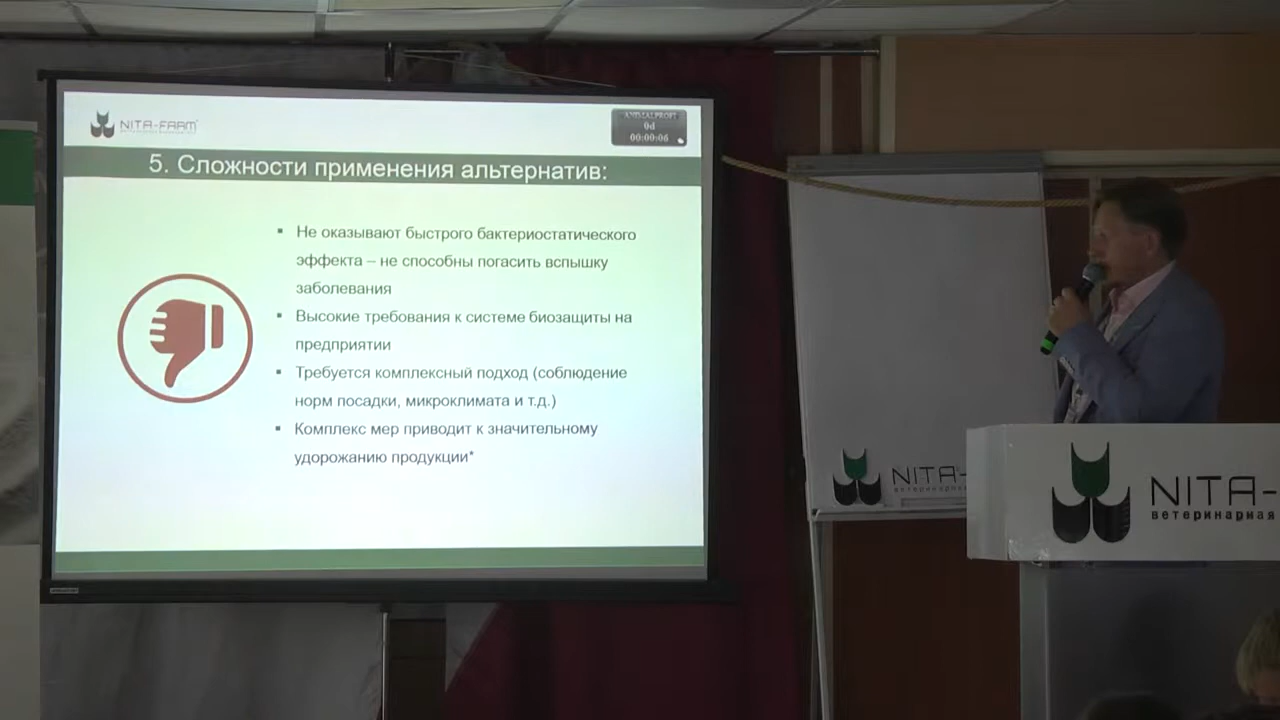 NITA-FARM
ANIMALPROFI
0d
00:00:06
5. Сложности применения альтернатив:
▪ Не оказывают быстрого бактериостатического
эффекта – не способны погасить вспышку
заболевания
▪ Высокие требования к системе биозащиты на
предприятии
▪ Требуется комплексный подход (соблюдение
норм посадки, микроклимата и т.д.)
▪ Комплекс мер приводит к значительному
удорожанию продукции*
NITA-
ветеринарна
NITA-
ветеринарная